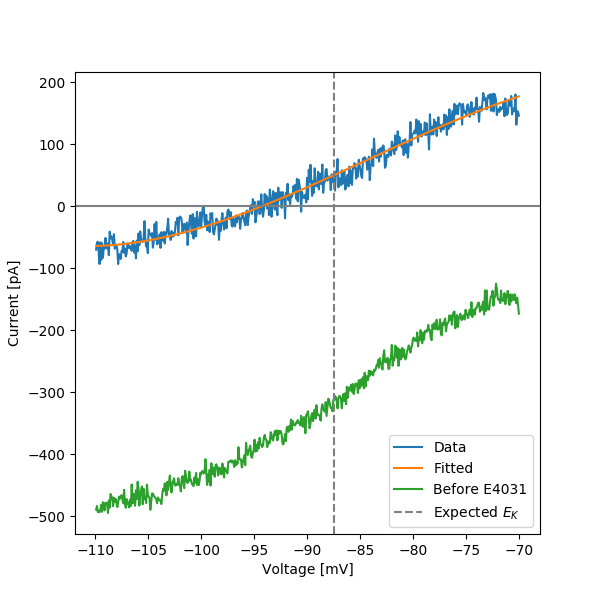 200
100
0
−100
−200
−300
−400
−500
Current [pA]
Data
Fitted
Before E4031
Expected E_K
−110 −105 −100 −95 −90 −85 −80 −75 −70
Voltage [mV]